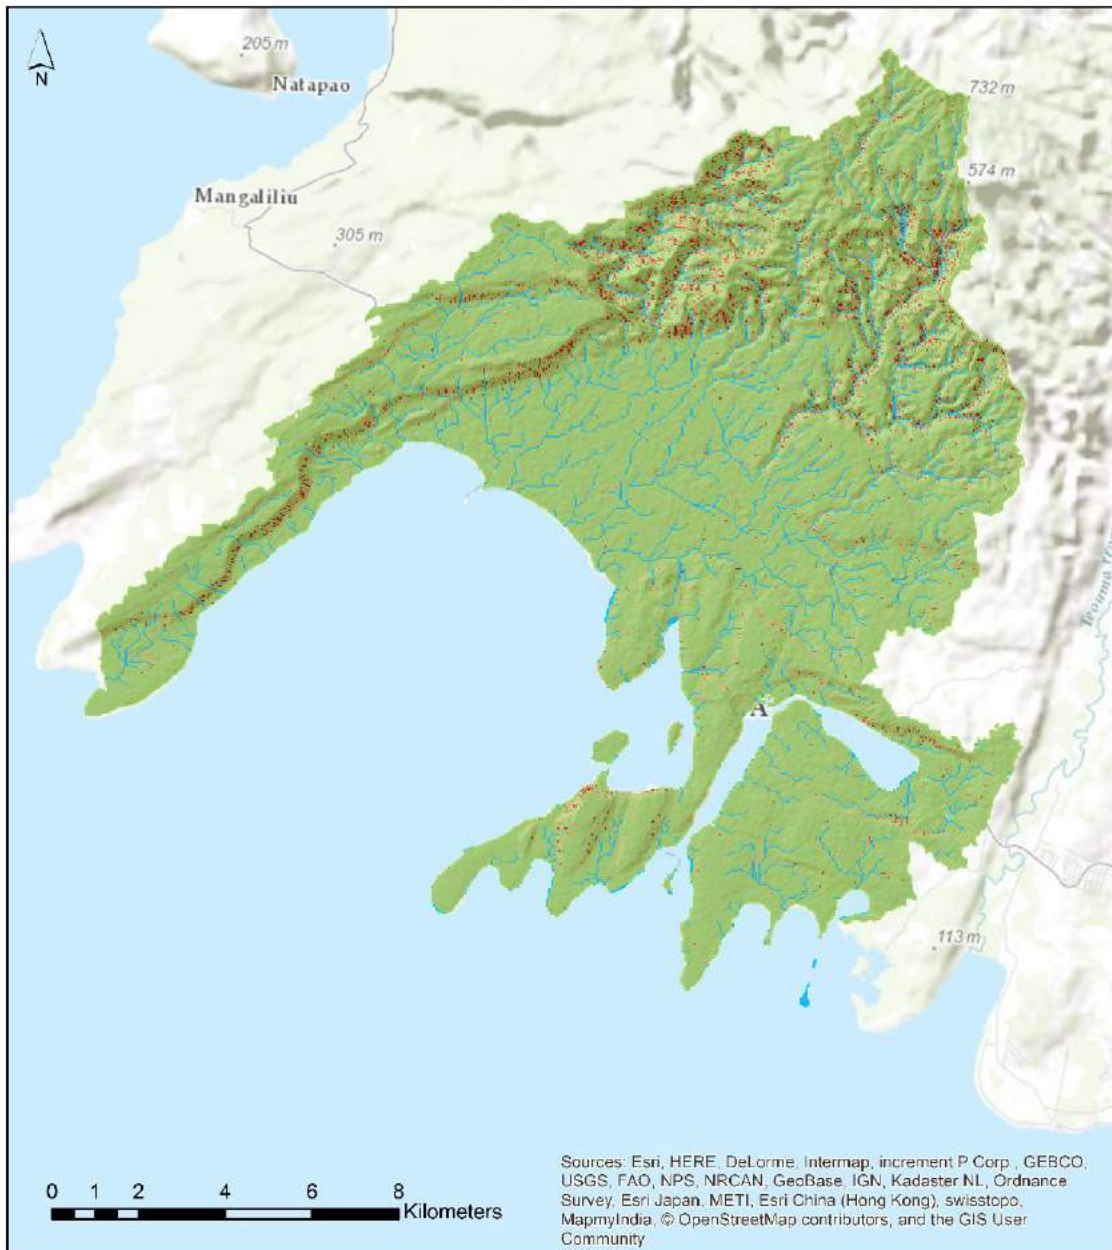 205 m
N
Natapao
732 m
574 m
Mangaliliu
305 m
A
113 m
Sources: Esri, HERE, DeLorme, Intermap, increment P Corp., GEBCO,
USGS, FAO, NPS, NRCAN, GeoBase, IGN, Kadaster NL, Ordnance
Survey, Esri Japan, METI, Esri China (Hong Kong), swisstopo,
MapmyIndia, © OpenStreetMap contributors, and the GIS User
Community
0 1 2 4 6 8
Kilometers